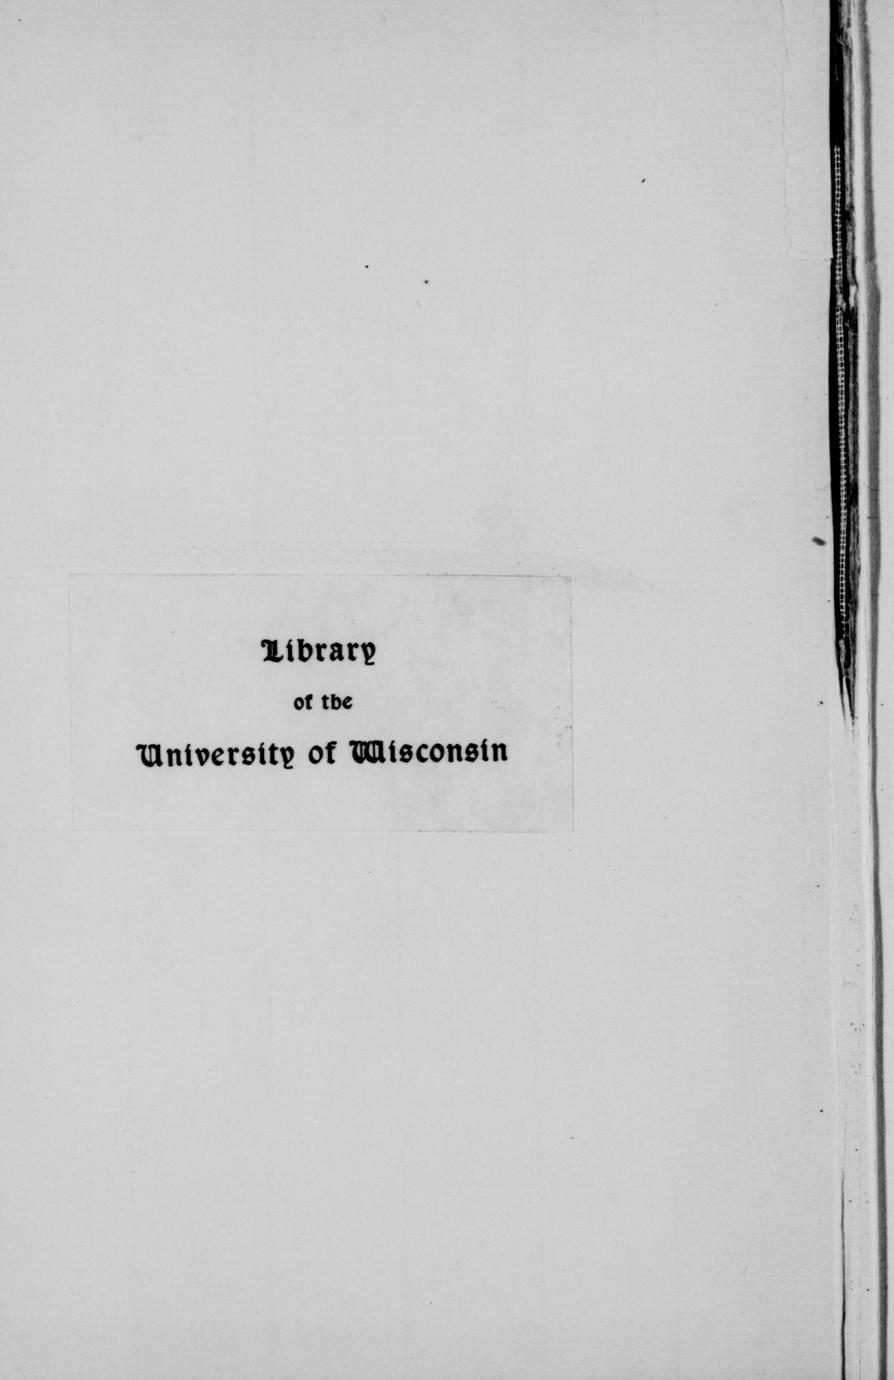 Library
of the
University of Wisconsin